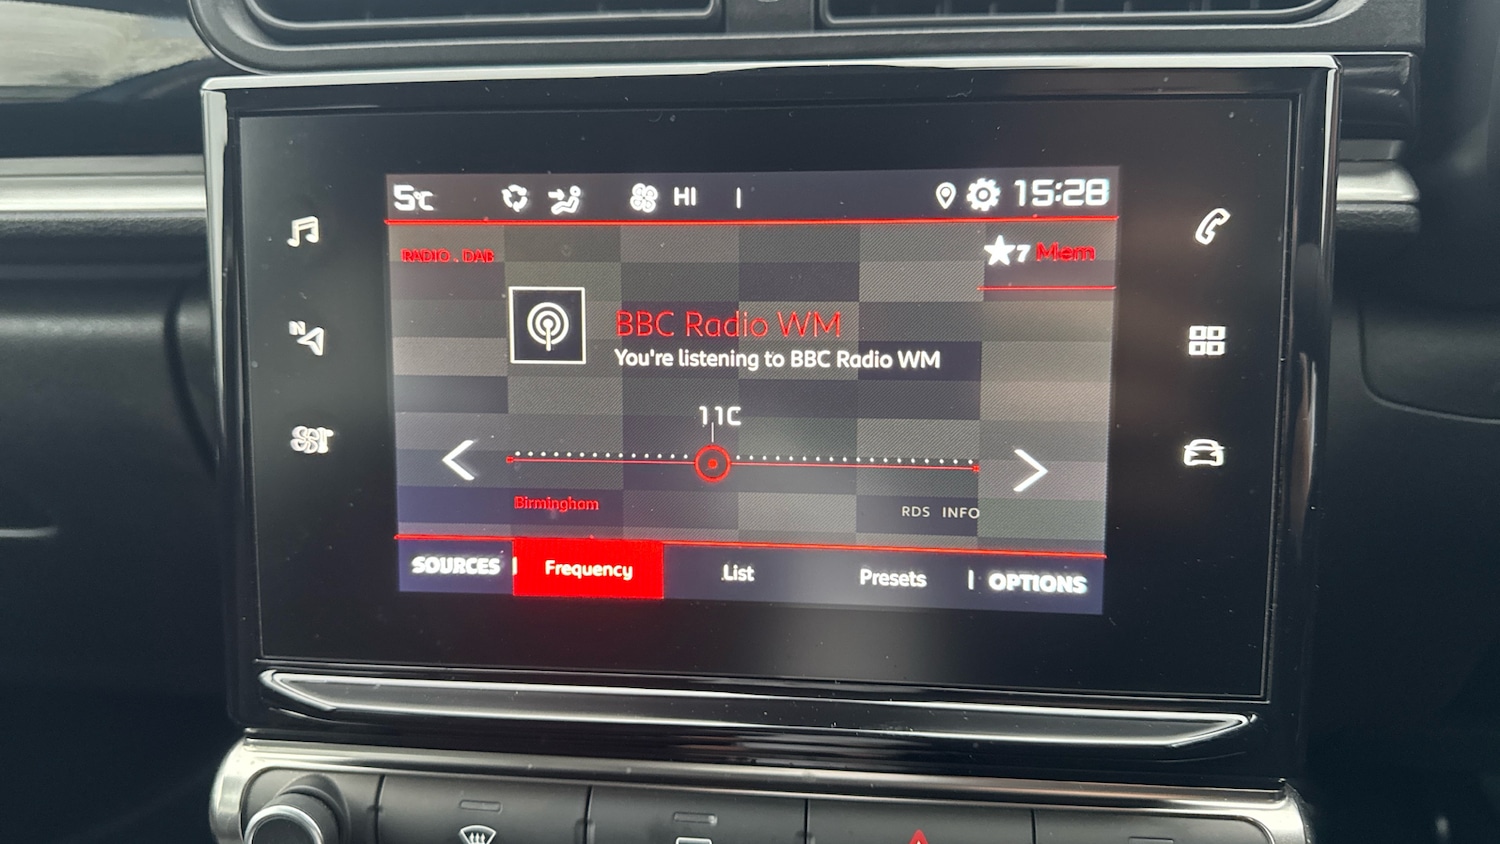 5°C HI 15:28
RADIO . DAB
7 Mem
BBC Radio WM
You're listening to BBC Radio WM
11C
Birmingham
RDS INFO
SOURCES Frequency List Presets OPTIONS
N